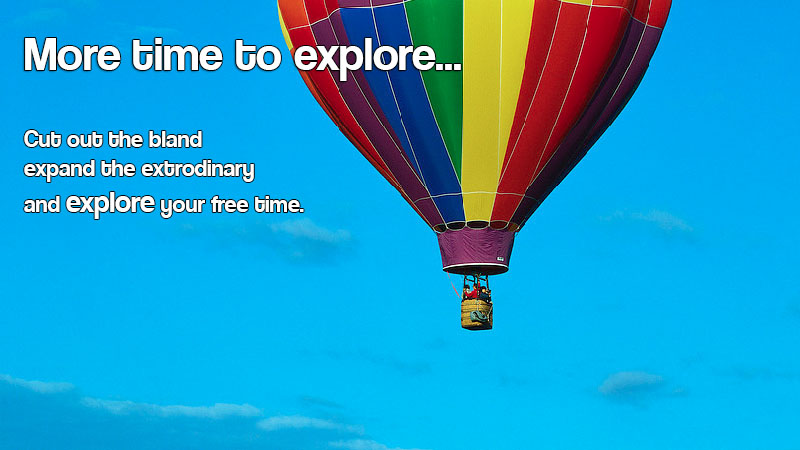 More time to explore...
Cut out the bland
expand the extrodinary
and explore your free time.